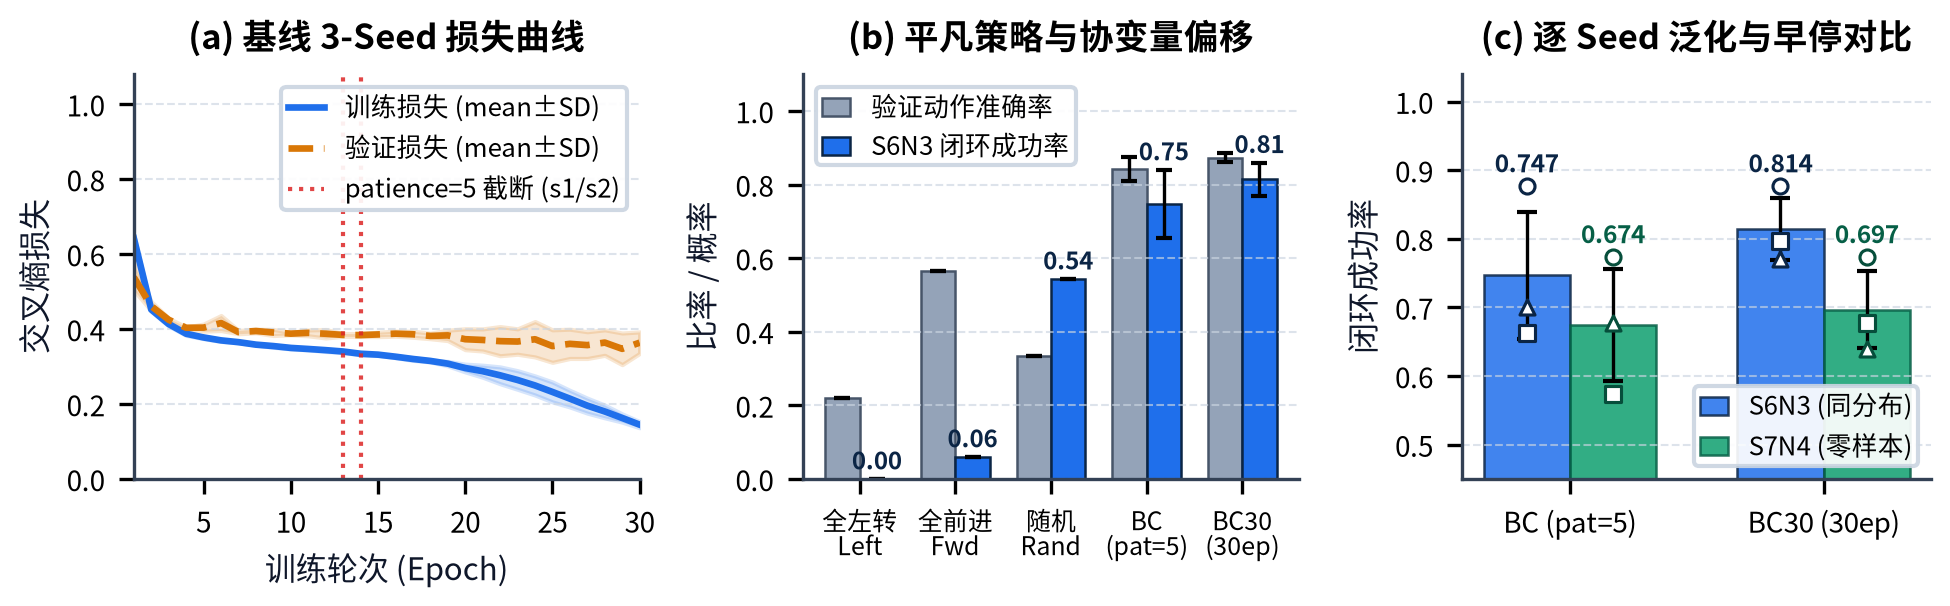 (a) 基线 3-Seed 损失曲线
交叉熵损失
1.0
0.8
0.6
0.4
0.2
0.0
训练损失 (mean±SD)
验证损失 (mean±SD)
patience=5 截断 (s1/s2)
5
10
15
20
25
30
训练轮次 (Epoch)
(b) 平凡策略与协变量偏移
比率 / 概率
1.0
0.8
0.6
0.4
0.2
0.0
验证动作准确率
S6N3 闭环成功率
0.00
0.06
0.54
0.75
0.81
全左转
Left
全前进
Fwd
随机
Rand
BC
(pat=5)
BC30
(30ep)
(c) 逐 Seed 泛化与早停对比
闭环成功率
1.0
0.9
0.8
0.7
0.6
0.5
0.747
0.674
0.814
0.697
S6N3 (同分布)
S7N4 (零样本)
BC (pat=5)
BC30 (30ep)